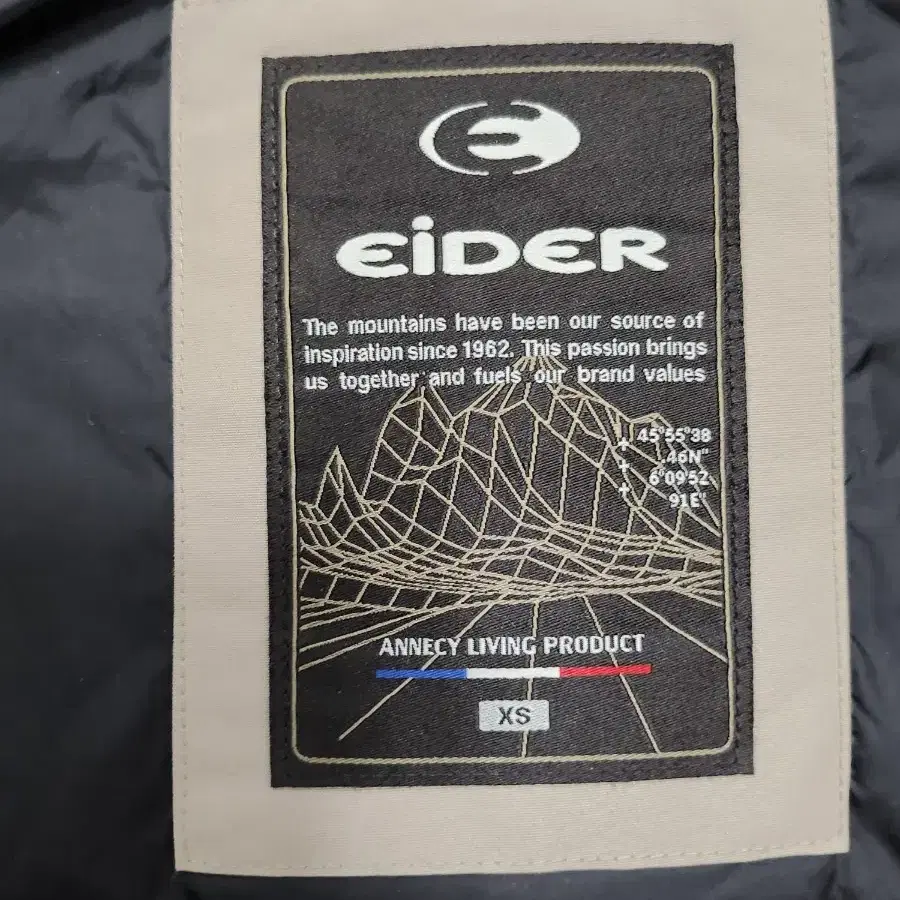 EiDER
The mountains have been our source of
inspiration since 1962. This passion brings
us together and fuels our brand values
45°55'38
.46N"
6°09'52
91E'
ANNECY LIVING PRODUCT
XS